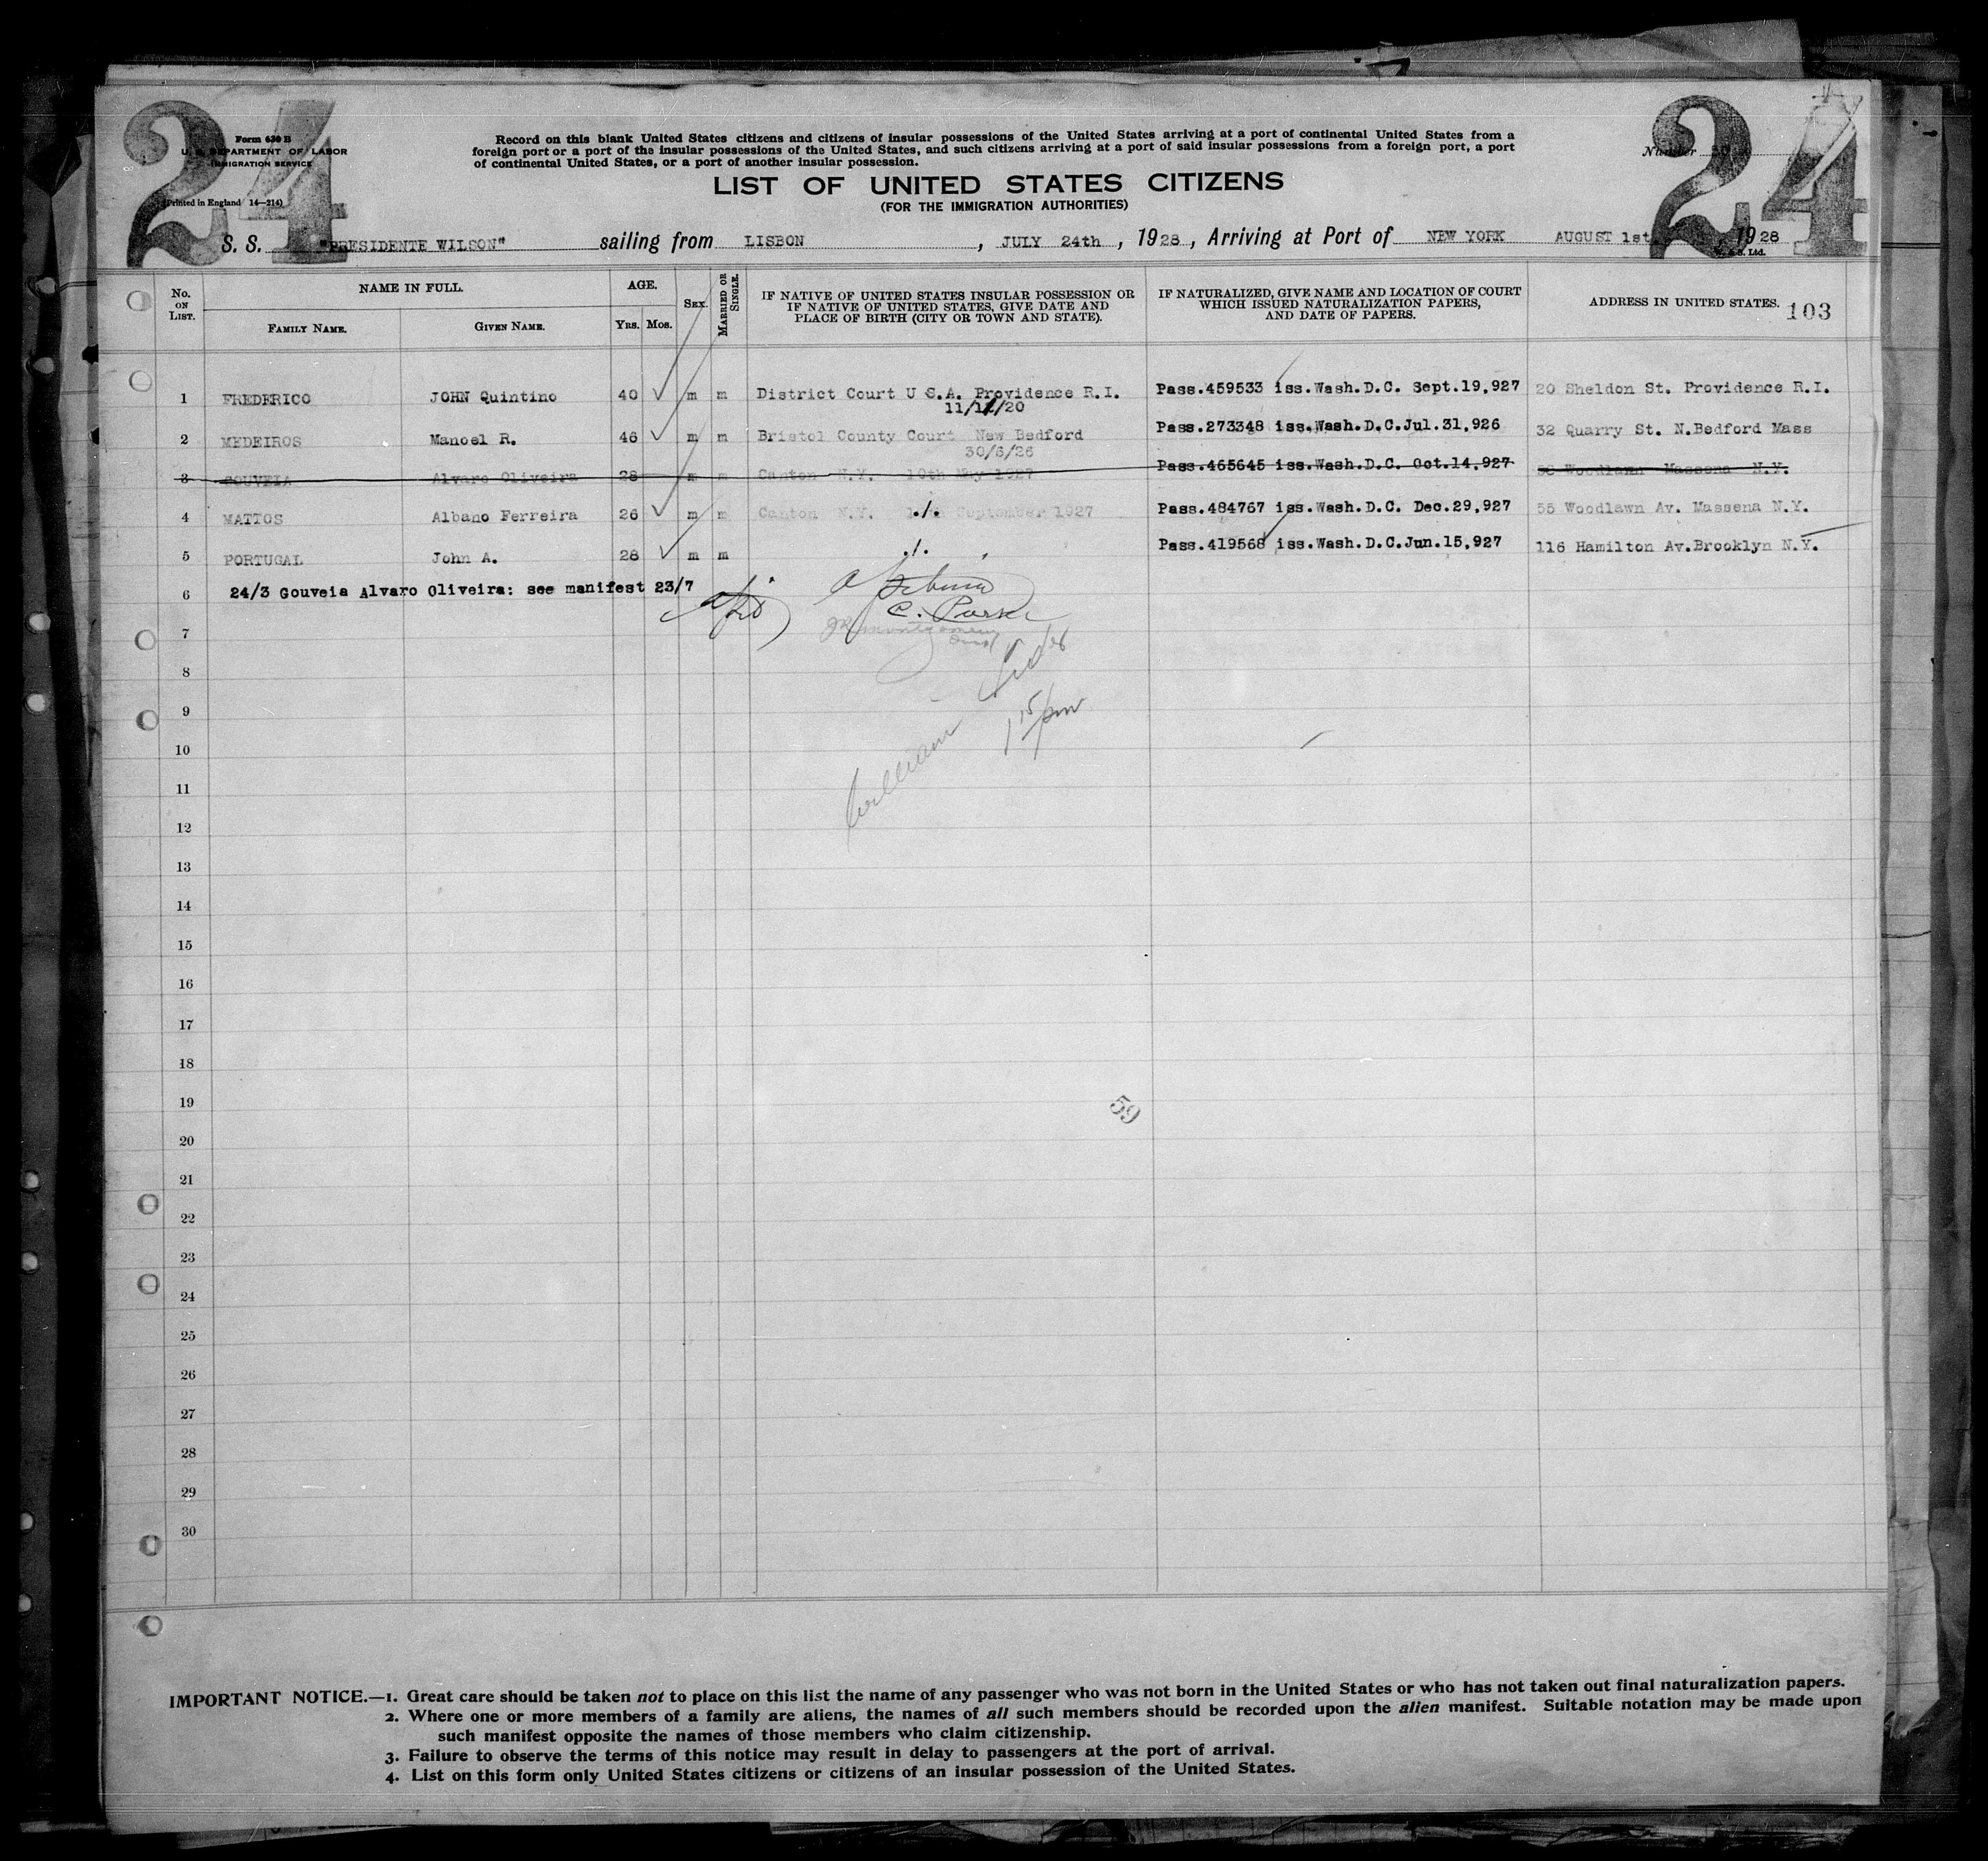 24
24
Form 630 B
U. S. DEPARTMENT OF LABOR
IMMIGRATION SERVICE
(Printed in England 14—214)
Record on this blank United States citizens and citizens of insular possessions of the United States arriving at a port of continental United States from a
foreign port or a port of the insular possessions of the United States, and such citizens arriving at a port of said insular possessions from a foreign port, a port
of continental United States, or a port of another insular possession.
Number
LIST OF UNITED STATES CITIZENS
(FOR THE IMMIGRATION AUTHORITIES)
S. S. "PRESIDENTE WILSON" sailing from LISBON, JULY 24th, 1928, Arriving at Port of NEW YORK AUGUST 1st. 1928
& S. Ltd.
No. ON LIST. NAME IN FULL. FAMILY NAME. GIVEN NAME. AGE. YRS. MOS. SEX. MARRIED OR SINGLE. IF NATIVE OF UNITED STATES INSULAR POSSESSION OR IF NATIVE OF UNITED STATES, GIVE DATE AND PLACE OF BIRTH (CITY OR TOWN AND STATE). IF NATURALIZED, GIVE NAME AND LOCATION OF COURT WHICH ISSUED NATURALIZATION PAPERS, AND DATE OF PAPERS. ADDRESS IN UNITED STATES. 103
1 FREDERICO JOHN Quintino 40 m m District Court U S.A. Providence R.I. Pass.459533 iss.Wash.D.C. Sept.19,927 20 Sheldon St. Providence R.I.
11/11/20
2 MEDEIROS Manoel R. 46 m m Bristol County Court New Bedford Pass.273348 iss.Wash.D.C.Jul.31,926 32 Quarry St. N.Bedford Mass
30/6/26
3 GOUVEIA Alvaro Oliveira 28 m m Canton N.Y. 10th May 1927 Pass.465645 iss.Wash.D.C. Oct.14,927 Woodlawn Massena N.Y.
4 MATTOS Albano Ferreira 26 m m Canton N.Y. ./. September 1927 Pass.484767 iss.Wash.D.C. Dec.29,927 55 Woodlawn Av. Massena N.Y.
5 PORTUGAL John A. 28 m m ./. Pass.419568 iss.Wash.D.C.Jun.15,927 116 Hamilton Av.Brooklyn N.Y.
6 24/3 Gouveia Alvaro Oliveira: see manifest 23/7
7
8
9
1 15/pm
10
William
11
12
13
14
15
16
17
18
19
59
20
21
22
23
24
25
26
27
28
29
30
IMPORTANT NOTICE.—1. Great care should be taken not to place on this list the name of any passenger who was not born in the United States or who has not taken out final naturalization papers.
2. Where one or more members of a family are aliens, the names of all such members should be recorded upon the alien manifest. Suitable notation may be made upon
such manifest opposite the names of those members who claim citizenship.
3. Failure to observe the terms of this notice may result in delay to passengers at the port of arrival.
4. List on this form only United States citizens or citizens of an insular possession of the United States.